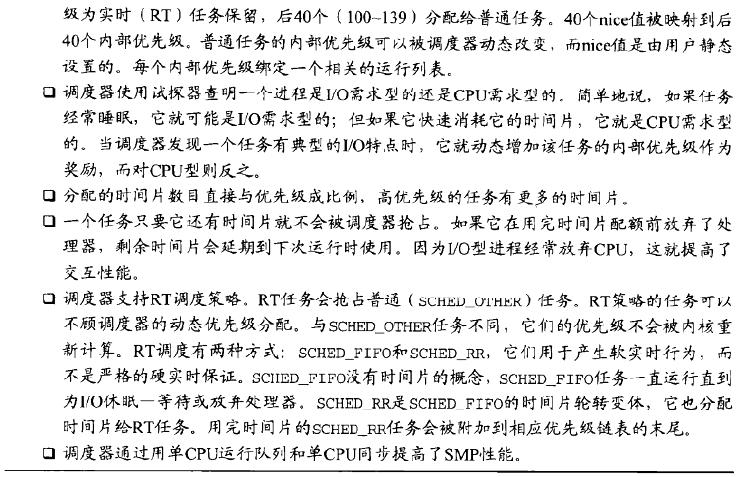 级为实时(RT)任务保留,后40个(100~139)分配给普通任务。40个nice值被映射到后
40个内部优先级。普通任务的内部优先级可以被调度器动态改变,而nice值是由用户静态
设置的。每个内部优先级绑定一个相关的运行列表。
❑ 调度器使用试探器查明一个进程是I/O需求型的还是CPU需求型的。简单地说,如果任务
经常睡眠,它就可能是I/O需求型的;但如果它快速消耗它的时间片,它就是CPU需求型
的。当调度器发现一个任务有典型的I/O特点时,它就动态增加该任务的内部优先级作为
奖励,而对CPU型则反之。
❑ 分配的时间片数目直接与优先级成比例,高优先级的任务有更多的时间片。
❑ 一个任务只要它还有时间片就不会被调度器抢占。如果它在用完时间片配额前放弃了处
理器,剩余时间片会延期到下次运行时使用。因为I/O型进程经常放弃CPU,这就提高了
交互性能。
❑ 调度器支持RT调度策略。RT任务会抢占普通(SCHED_OTHER)任务。RT策略的任务可以
不顾调度器的动态优先级分配。与SCHED_OTHER任务不同,它们的优先级不会被内核重
新计算。RT调度有两种方式:SCHED_FIFO和SCHED_RR,它们用于产生软实时行为,而
不是严格的硬实时保证。SCHED_FIFO没有时间片的概念,SCHED_FIFO任务一直运行直到
为I/O休眠—等待或放弃处理器。SCHED_RR是SCHED_FIFO的时间片轮转变体,它也分配
时间片给RT任务。用完时间片的SCHED_RR任务会被附加到相应优先级链表的末尾。
❑ 调度器通过用单CPU运行队列和单CPU同步提高了SMP性能。